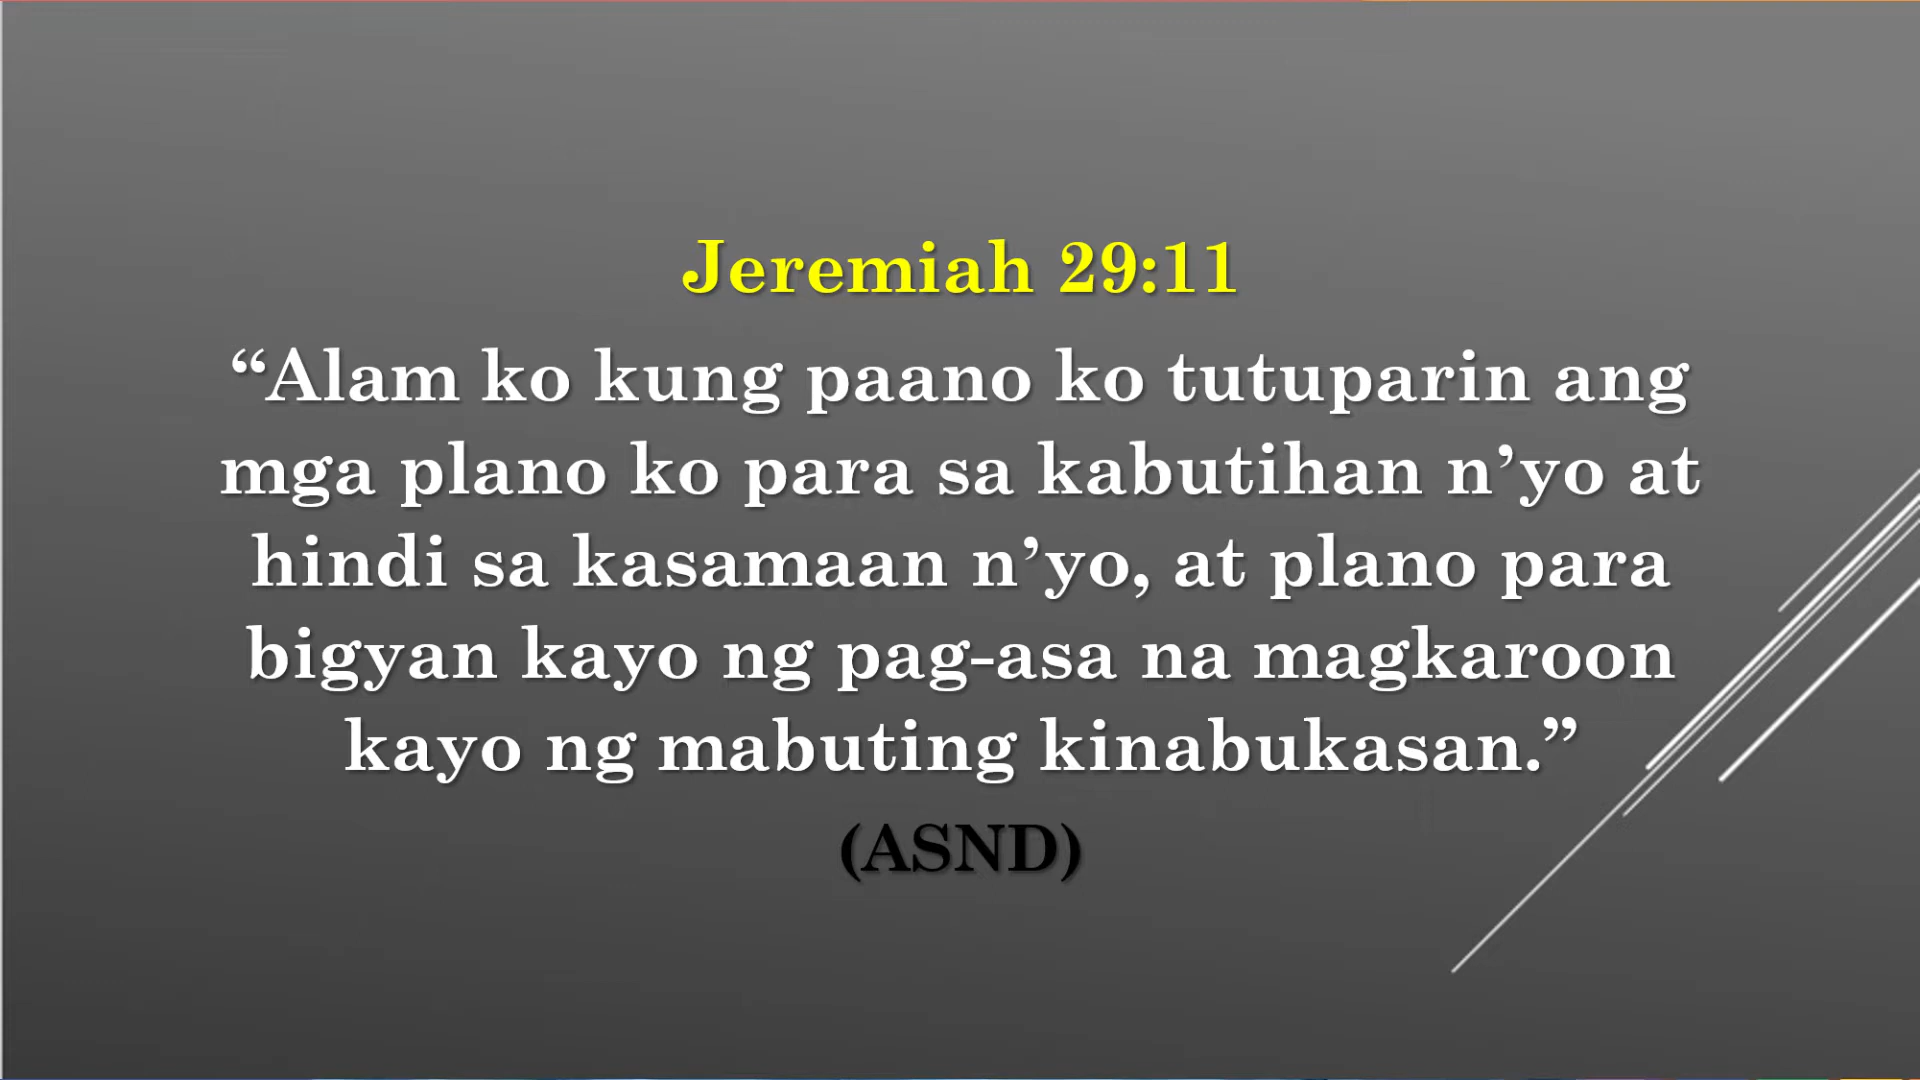 Jeremiah 29:11
“Alam ko kung paano ko tutuparin ang
mga plano ko para sa kabutihan n’yo at
hindi sa kasamaan n’yo, at plano para
bigyan kayo ng pag-asa na magkaroon
kayo ng mabuting kinabukasan.”
(ASND)